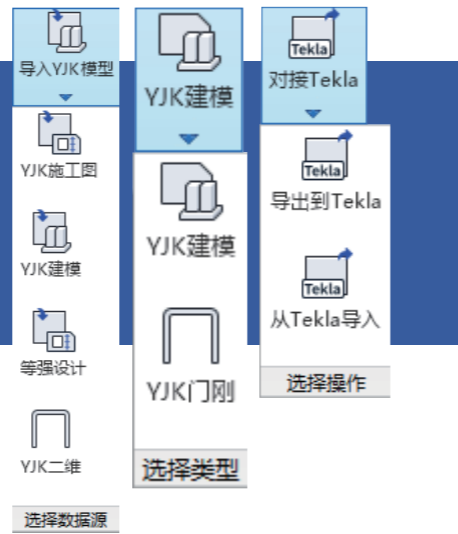 导入YJK模型
YJK施工图
YJK建模
等强设计
YJK二维
选择数据源
YJK建模
YJK建模
YJK门刚
选择类型
Tekla
对接Tekla
Tekla
导出到Tekla
Tekla
从Tekla导入
选择操作